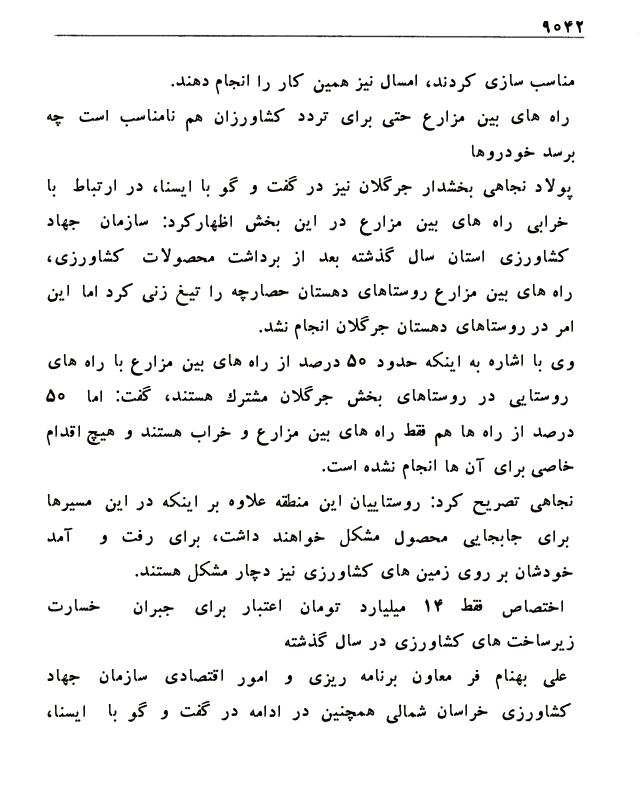 ۹۰۴۲
مناسب سازی کردند، امسال نیز همین کار را انجام دهند.
راه های بین مزارع حتی برای تردد کشاورزان هم نامناسب است چه
برسد خودروها
پولاد نجاهی بخشدار جرگلان نیز در گفت و گو با ایسنا، در ارتباط با
خرابی راه های بین مزارع در این بخش اظهارکرد: سازمان جهاد
کشاورزی استان سال گذشته بعد از برداشت محصولات کشاورزی،
راه های بین مزارع روستاهای دهستان حصارچه را تیغ زنی کرد اما این
امر در روستاهای دهستان جرگلان انجام نشد.
وی با اشاره به اینکه حدود ۵۰ درصد از راه های بین مزارع با راه های
روستایی در روستاهای بخش جرگلان مشترك هستند، گفت: اما ۵۰
درصد از راه ها هم فقط راه های بین مزارع و خراب هستند و هیچ اقدام
خاصی برای آن ها انجام نشده است.
نجاهی تصریح کرد: روستاییان این منطقه علاوه بر اینکه در این مسیرها
برای جابجایی محصول مشکل خواهند داشت، برای رفت و آمد
خودشان بر روی زمین های کشاورزی نیز دچار مشکل هستند.
اختصاص فقط ۱۴ میلیارد تومان اعتبار برای جبران خسارت
زیرساخت های کشاورزی در سال گذشته
علی بهنام فر معاون برنامه ریزی و امور اقتصادی سازمان جهاد
کشاورزی خراسان شمالی همچنین در ادامه در گفت و گو با ایسنا،